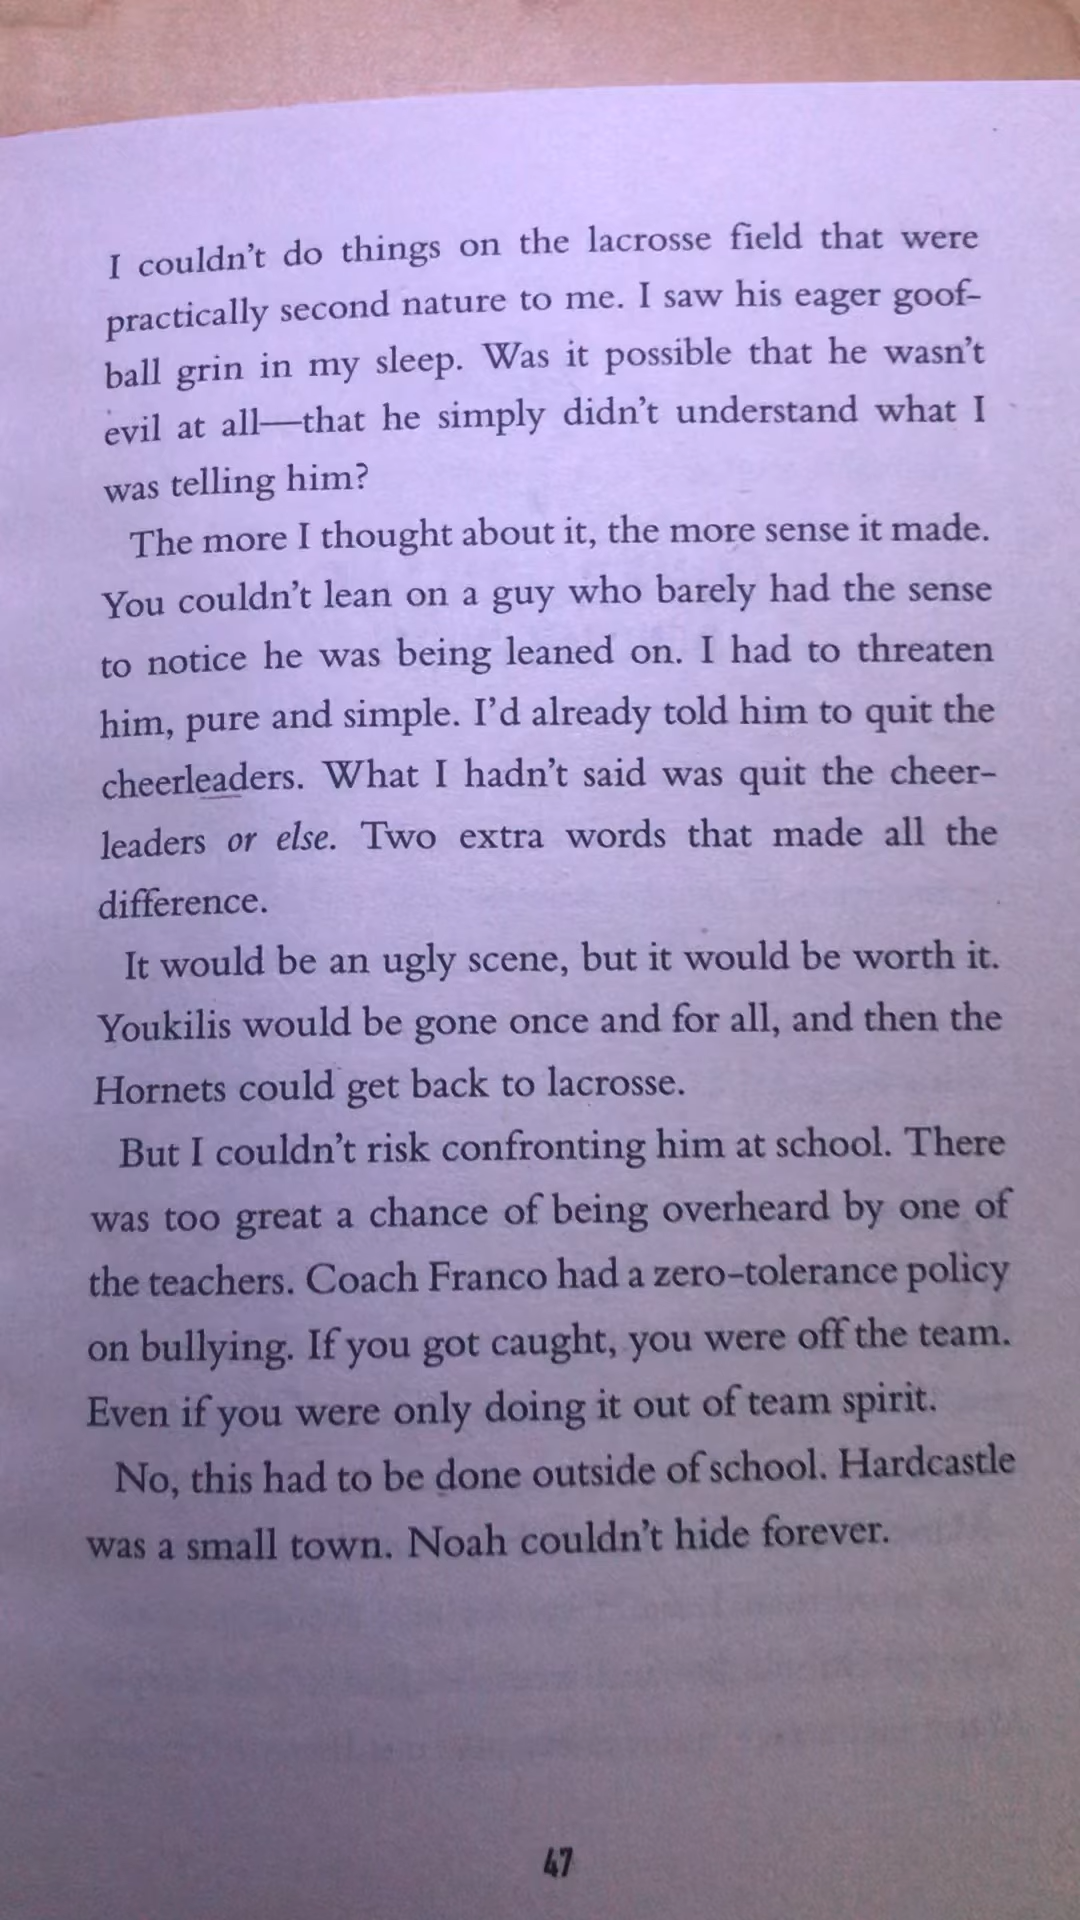 I couldn't do things on the lacrosse field that were
practically second nature to me. I saw his eager goof-
ball grin in my sleep. Was it possible that he wasn't
evil at all—that he simply didn't understand what I
was telling him?
The more I thought about it, the more sense it made.
You couldn't lean on a guy who barely had the sense
to notice he was being leaned on. I had to threaten
him, pure and simple. I'd already told him to quit the
cheerleaders. What I hadn't said was quit the cheer-
leaders or else. Two extra words that made all the
difference.
It would be an ugly scene, but it would be worth it.
Youkilis would be gone once and for all, and then the
Hornets could get back to lacrosse.
But I couldn't risk confronting him at school. There
was too great a chance of being overheard by one of
the teachers. Coach Franco had a zero-tolerance policy
on bullying. If you got caught, you were off the team.
Even if you were only doing it out of team spirit.
No, this had to be done outside of school. Hardcastle
was a small town. Noah couldn't hide forever.
47